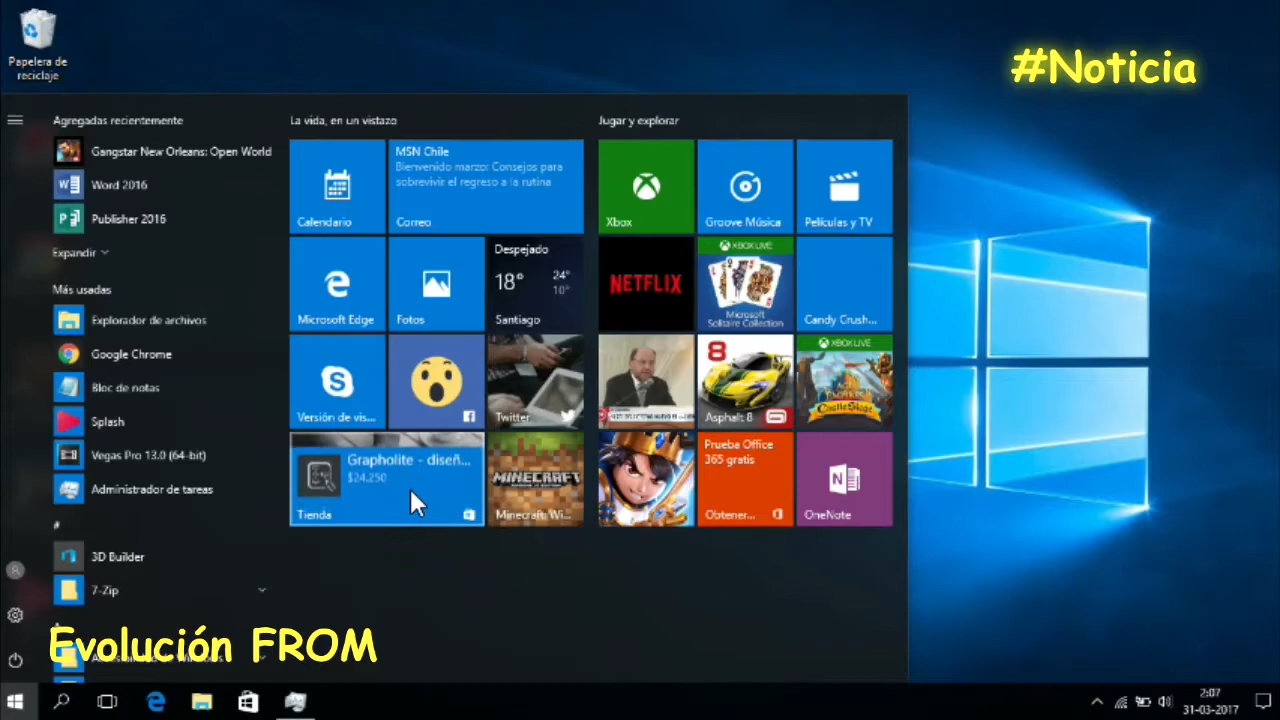 Papelera de
reciclaje
#Noticia
Agregadas recientemente
Gangstar New Orleans: Open World
Word 2016
Publisher 2016
Expandir
Más usadas
Explorador de archivos
Google Chrome
Bloc de notas
Splash
Vegas Pro 13.0 (64-bit)
Administrador de tareas
#
3D Builder
7-Zip
Evolución FROM
La vida, en un vistazo
Calendario
MSN Chile
Bienvenido marzo: Consejos para
sobrevivir el regreso a la rutina
Correo
Microsoft Edge
Fotos
Despejado
18° 24°
10°
Santiago
Versión de vis...
Twitter
Grapholite - diseñ...
$24.250
Tienda
MINECRAFT
Minecraft: Wi...
Jugar y explorar
Xbox
Groove Música
Películas y TV
NETFLIX
XBOX LIVE
Microsoft
Solitaire Collection
Candy Crush...
8
Asphalt 8
XBOX LIVE
CastleSiege
Prueba Office
365 gratis
Obtener...
OneNote
2:07
31-03-2017